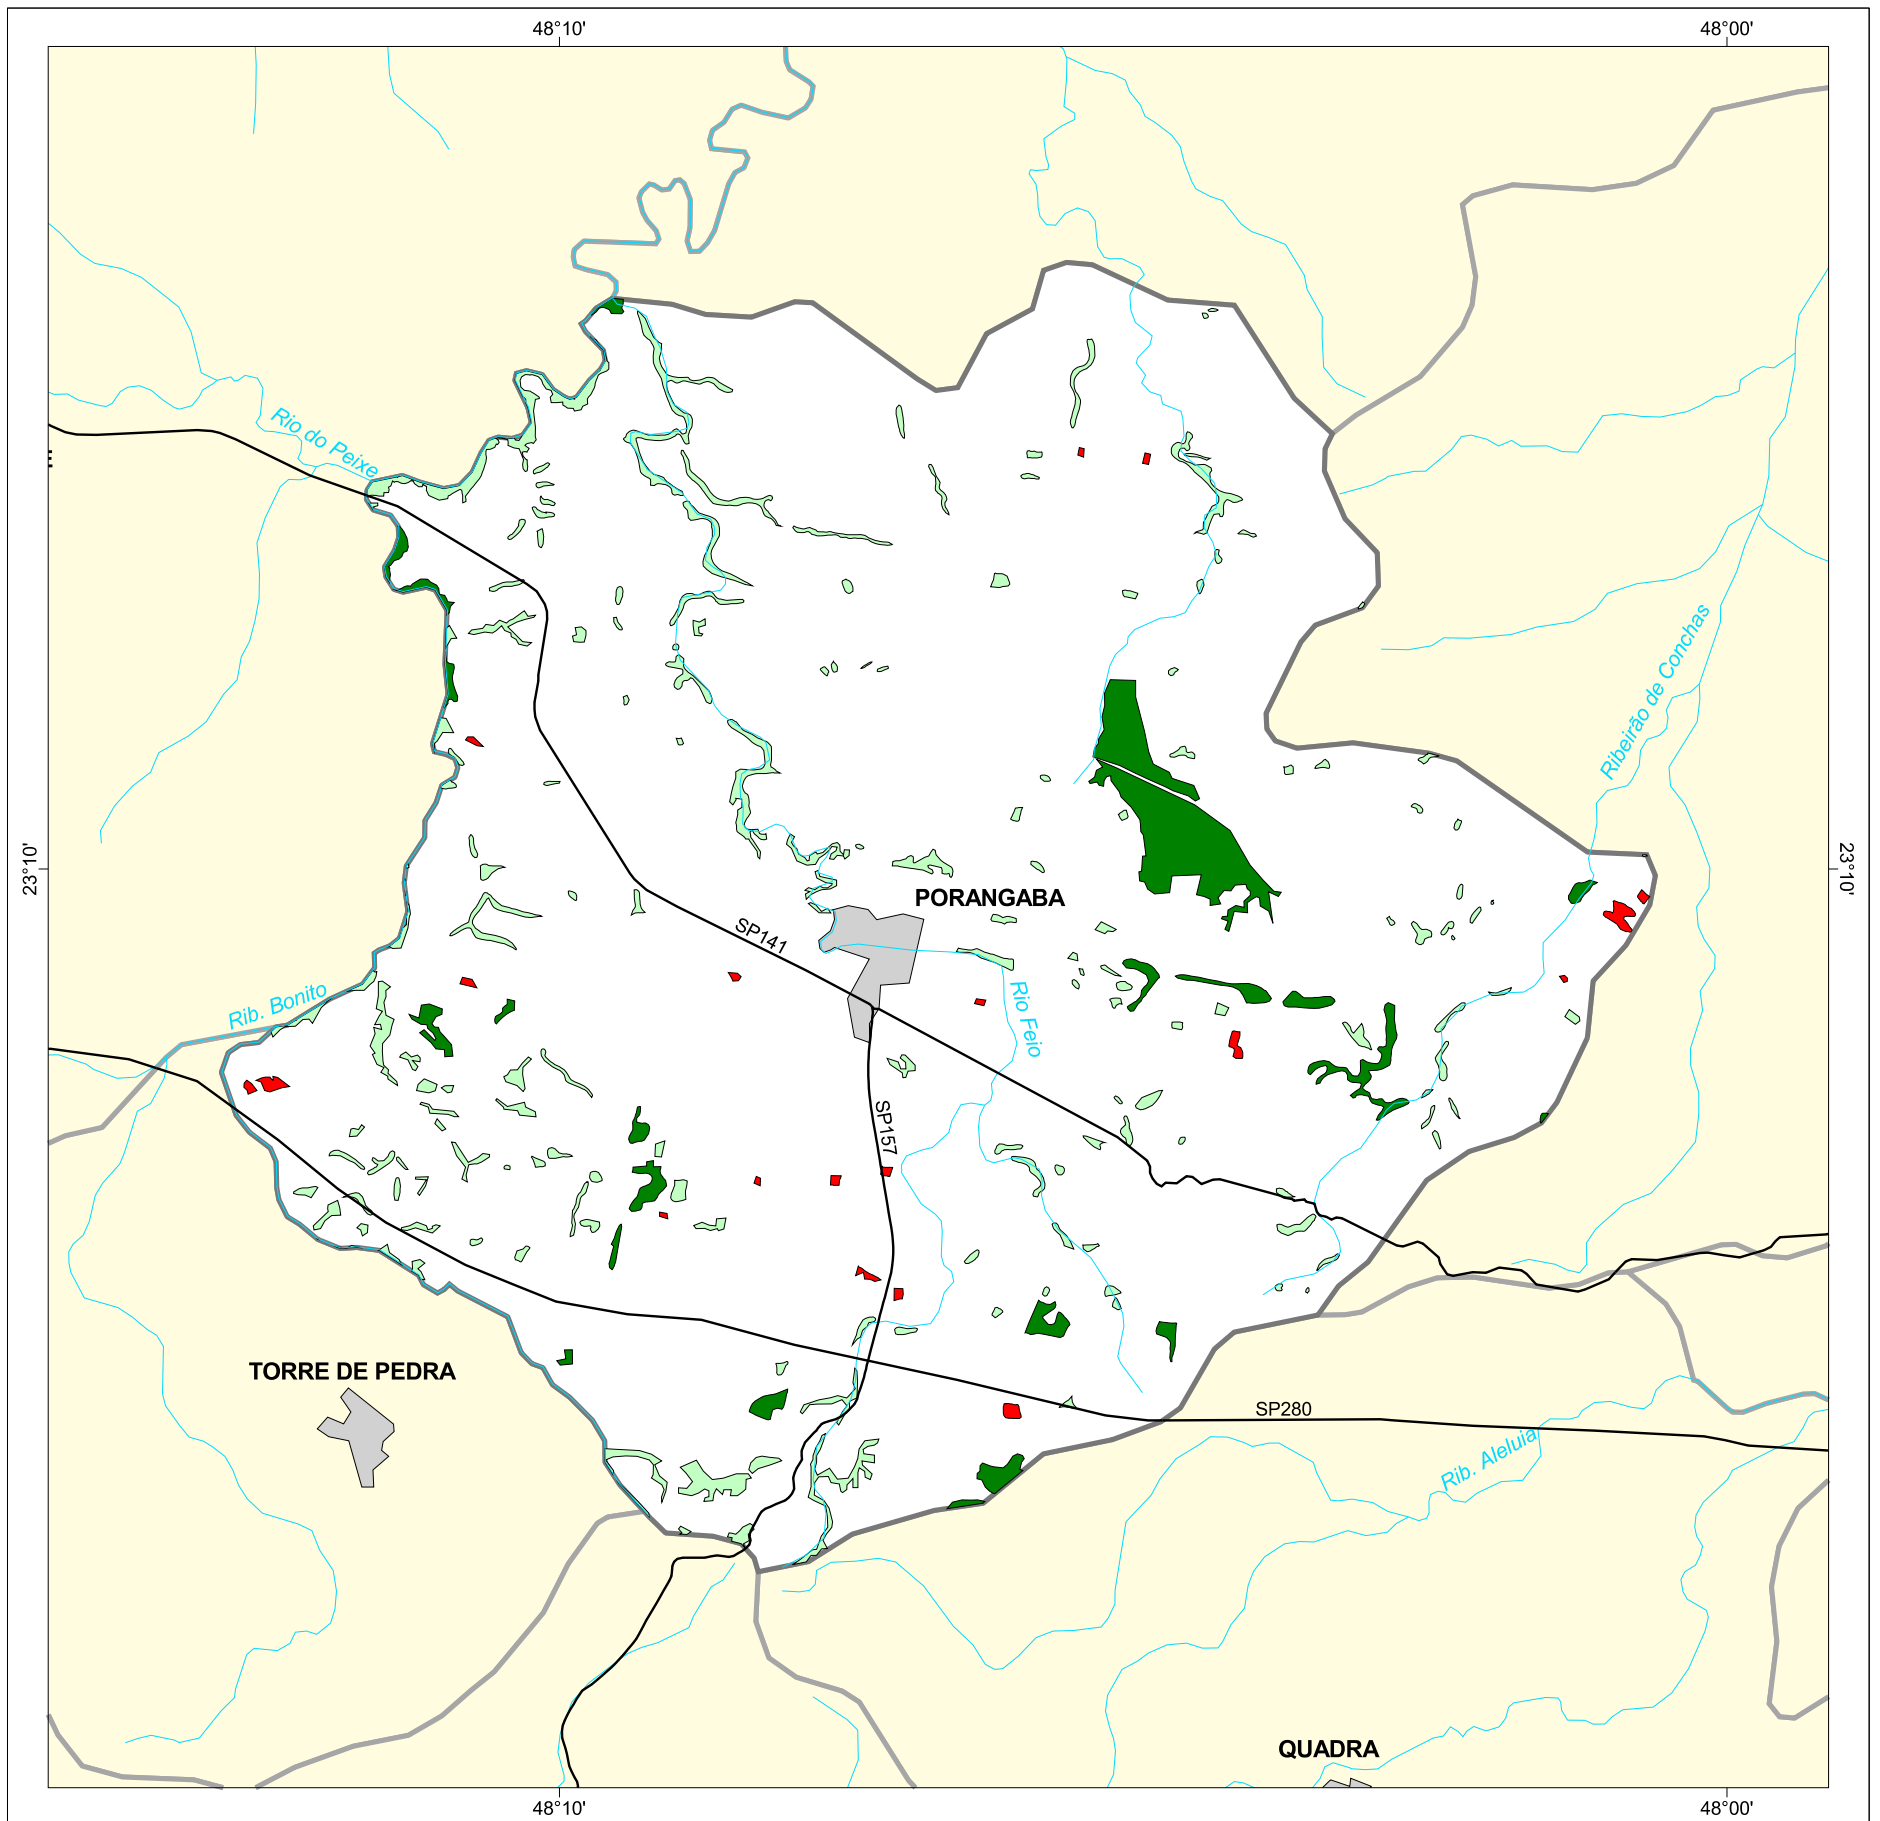 48°10'
48°00'
Rio do Peixe
Ribeirão de Conchas
23°10'
23°10'
PORANGABA
SP141
Rib. Bonito
Rio Feio
SP157
TORRE DE PEDRA
SP280
Rib. Aleluia
QUADRA
48°10'
48°00'